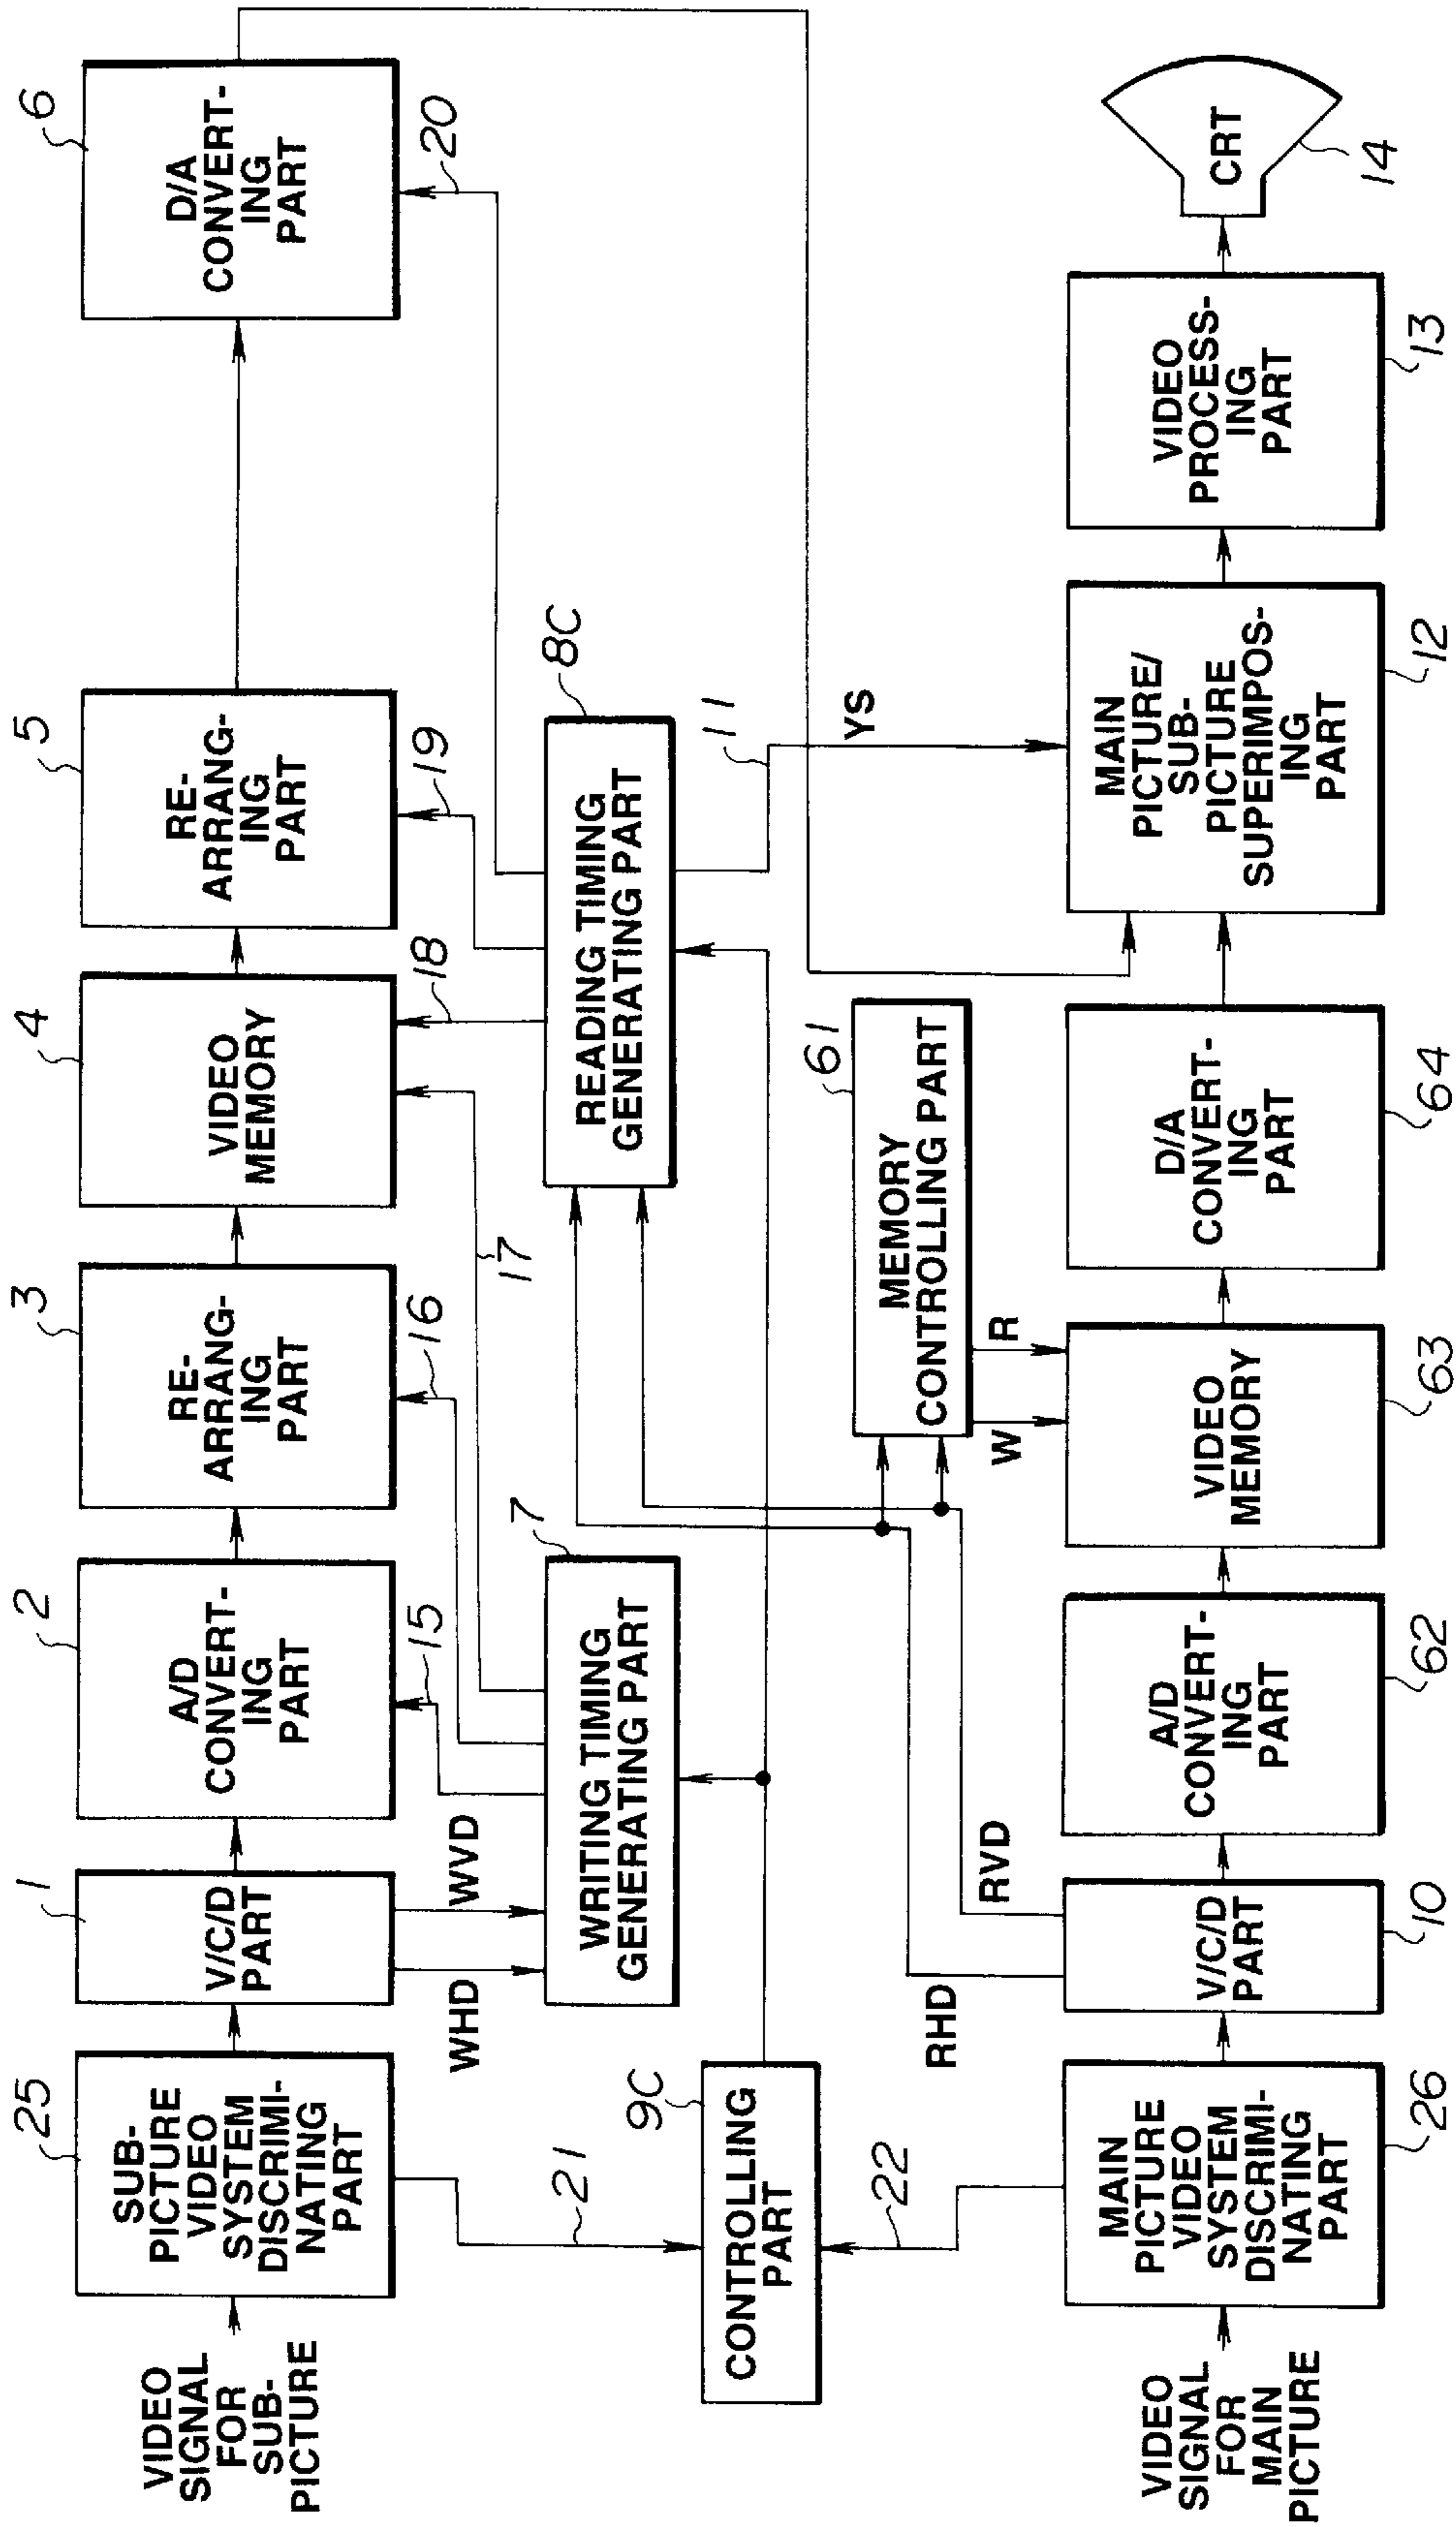 VIDEO
SIGNAL
FOR
SUB-
PICTURE
25
SUB-
PICTURE
VIDEO
SYSTEM
DISCRIMI-
NATING
PART
1
V/C/D
PART
2
A/D
CONVERT-
ING
PART
3
RE-
ARRANG-
ING
PART
4
VIDEO
MEMORY
5
RE-
ARRANG-
ING
PART
6
D/A
CONVERT-
ING
PART
WHD
WVD
15
16
17
18
19
20
21
7
WRITING TIMING
GENERATING PART
8C
READING TIMING
GENERATING PART
11
YS
9C
CONTROLLING
PART
22
RHD
RVD
61
MEMORY
CONTROLLING PART
W
R
VIDEO
SIGNAL
FOR
MAIN
PICTURE
MAIN
PICTURE
VIDEO
SYSTEM
DISCRIMI-
NATING
PART
26
V/C/D
PART
10
A/D
CONVERT-
ING
PART
62
VIDEO
MEMORY
63
D/A
CONVERT-
ING
PART
64
MAIN
PICTURE/
SUB-
PICTURE
SUPERIMPOS-
ING
PART
12
VIDEO
PROCESS-
ING
PART
13
CRT
14